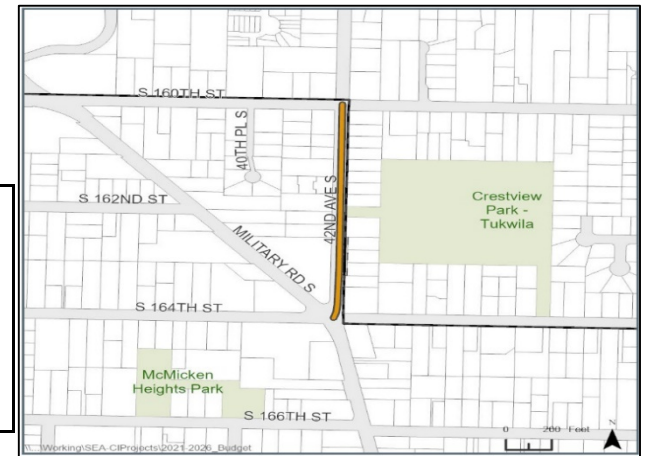 S 160TH ST
40TH PL S
42ND AVE S
S 162ND ST
MILITARY RD S
Crestview
Park -
Tukwila
S 164TH ST
McMicken
Heights Park
S 166TH ST
0 200 Feet
N
Working\SEA-CIProjects\2021-2026_Budget